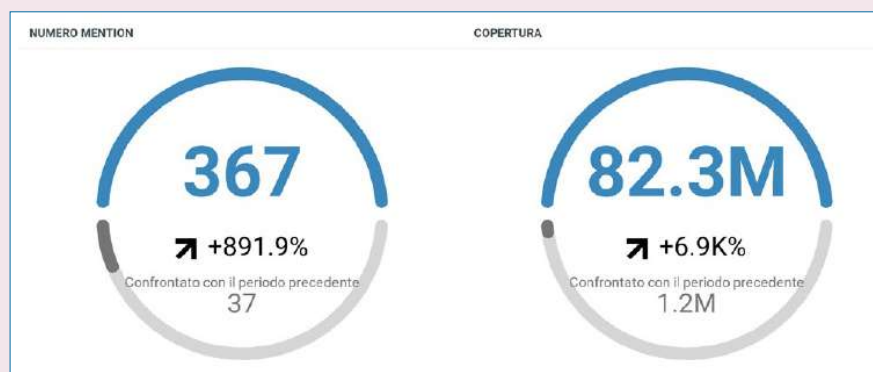 NUMERO MENTION
367
+891.9%
Confrontato con il periodo precedente
37
COPERTURA
82.3M
+6.9K%
Confrontato con il periodo precedente
1.2M